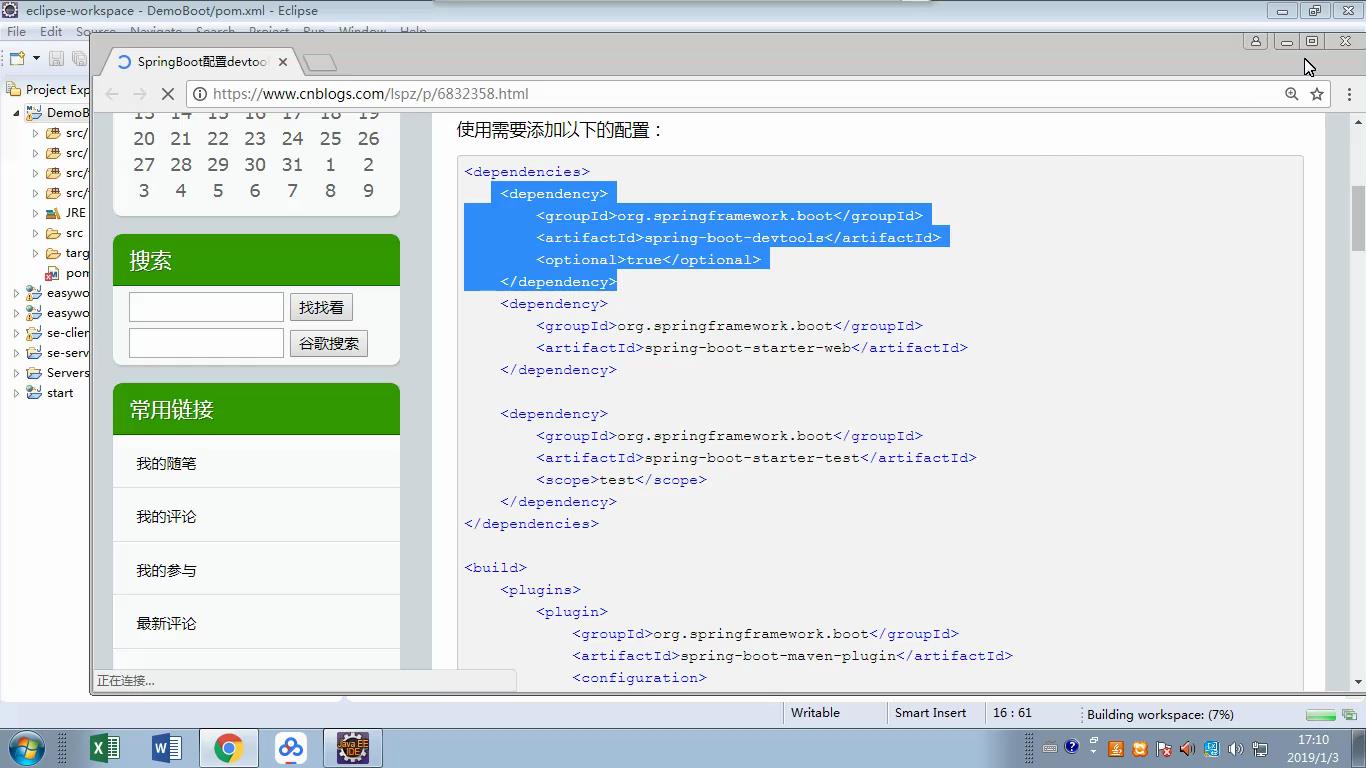 eclipse-workspace - DemoBoot/pom.xml - Eclipse
File Edit Source Navigate Search Project Run Window Help
SpringBoot配置devtoo
https://www.cnblogs.com/lspz/p/6832358.html
Project Exp
DemoB
src/
src/
src/
src/
JRE
src
targ
pom
easywo
easywo
se-clien
se-serv
Servers
start
13 14 15 16 17 18 19
20 21 22 23 24 25 26
27 28 29 30 31 1 2
3 4 5 6 7 8 9
搜索
找找看
谷歌搜索
常用链接
我的随笔
我的评论
我的参与
最新评论
正在连接...
使用需要添加以下的配置：
<dependencies>
<dependency>
<groupId>org.springframework.boot</groupId>
<artifactId>spring-boot-devtools</artifactId>
<optional>true</optional>
</dependency>
<dependency>
<groupId>org.springframework.boot</groupId>
<artifactId>spring-boot-starter-web</artifactId>
</dependency>
<dependency>
<groupId>org.springframework.boot</groupId>
<artifactId>spring-boot-starter-test</artifactId>
<scope>test</scope>
</dependency>
</dependencies>
<build>
<plugins>
<plugin>
<groupId>org.springframework.boot</groupId>
<artifactId>spring-boot-maven-plugin</artifactId>
<configuration>
Writable
Smart Insert
16 : 61
Building workspace: (7%)
Java EE
IDE
17:10
2019/1/3